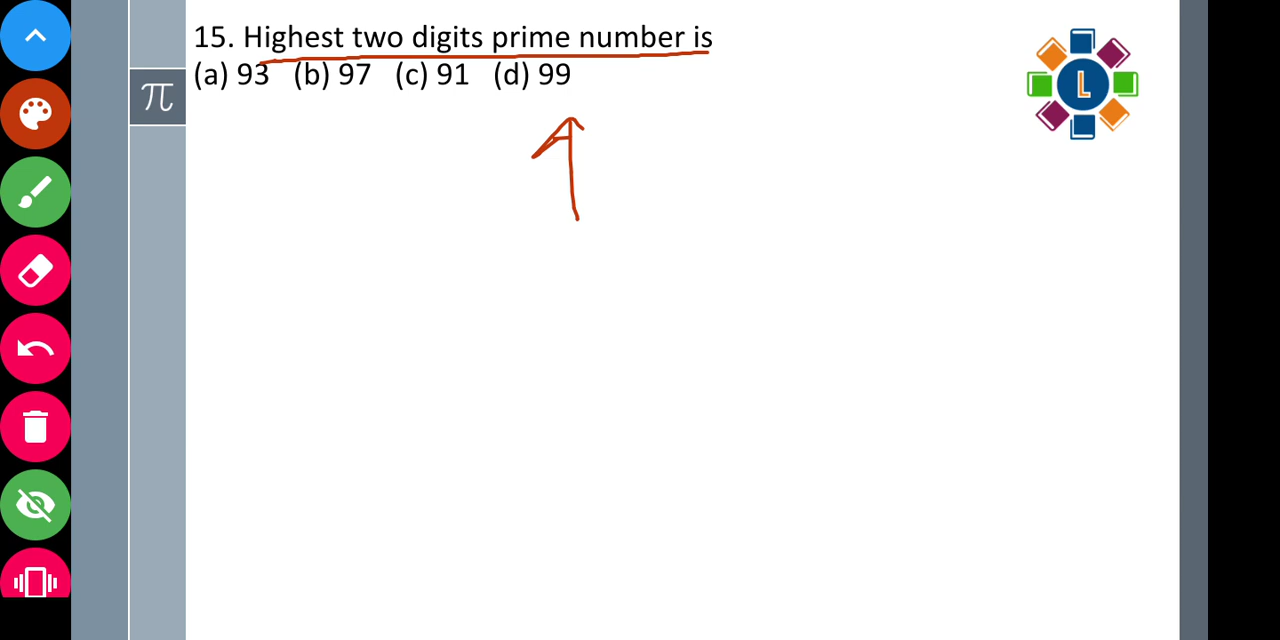 15. Highest two digits prime number is
(a) 93 (b) 97 (c) 91 (d) 99
π
L